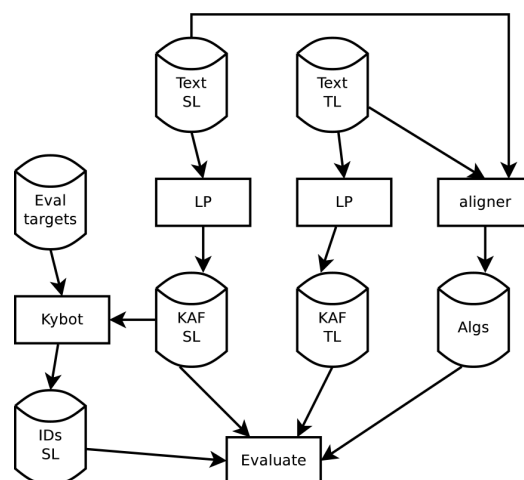 Text
SL
Text
TL
Eval
targets
LP
LP
aligner
Kybot
KAF
SL
KAF
TL
Algs
IDs
SL
Evaluate